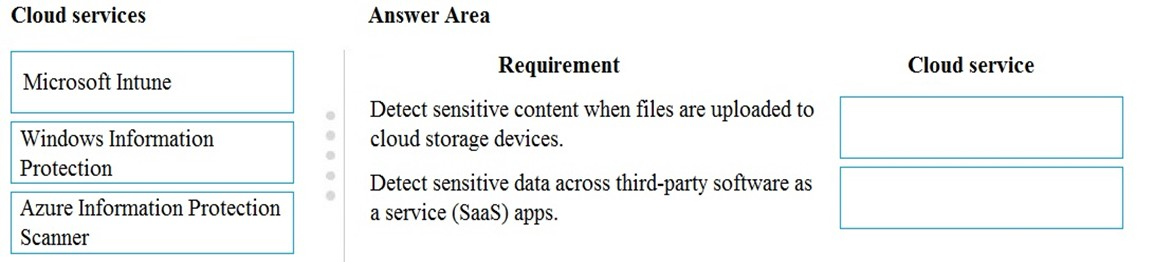 Cloud services
Answer Area
Microsoft Intune
Windows Information
Protection
Azure Information Protection
Scanner
Requirement
Cloud service
Detect sensitive content when files are uploaded to
cloud storage devices.
Detect sensitive data across third-party software as
a service (SaaS) apps.